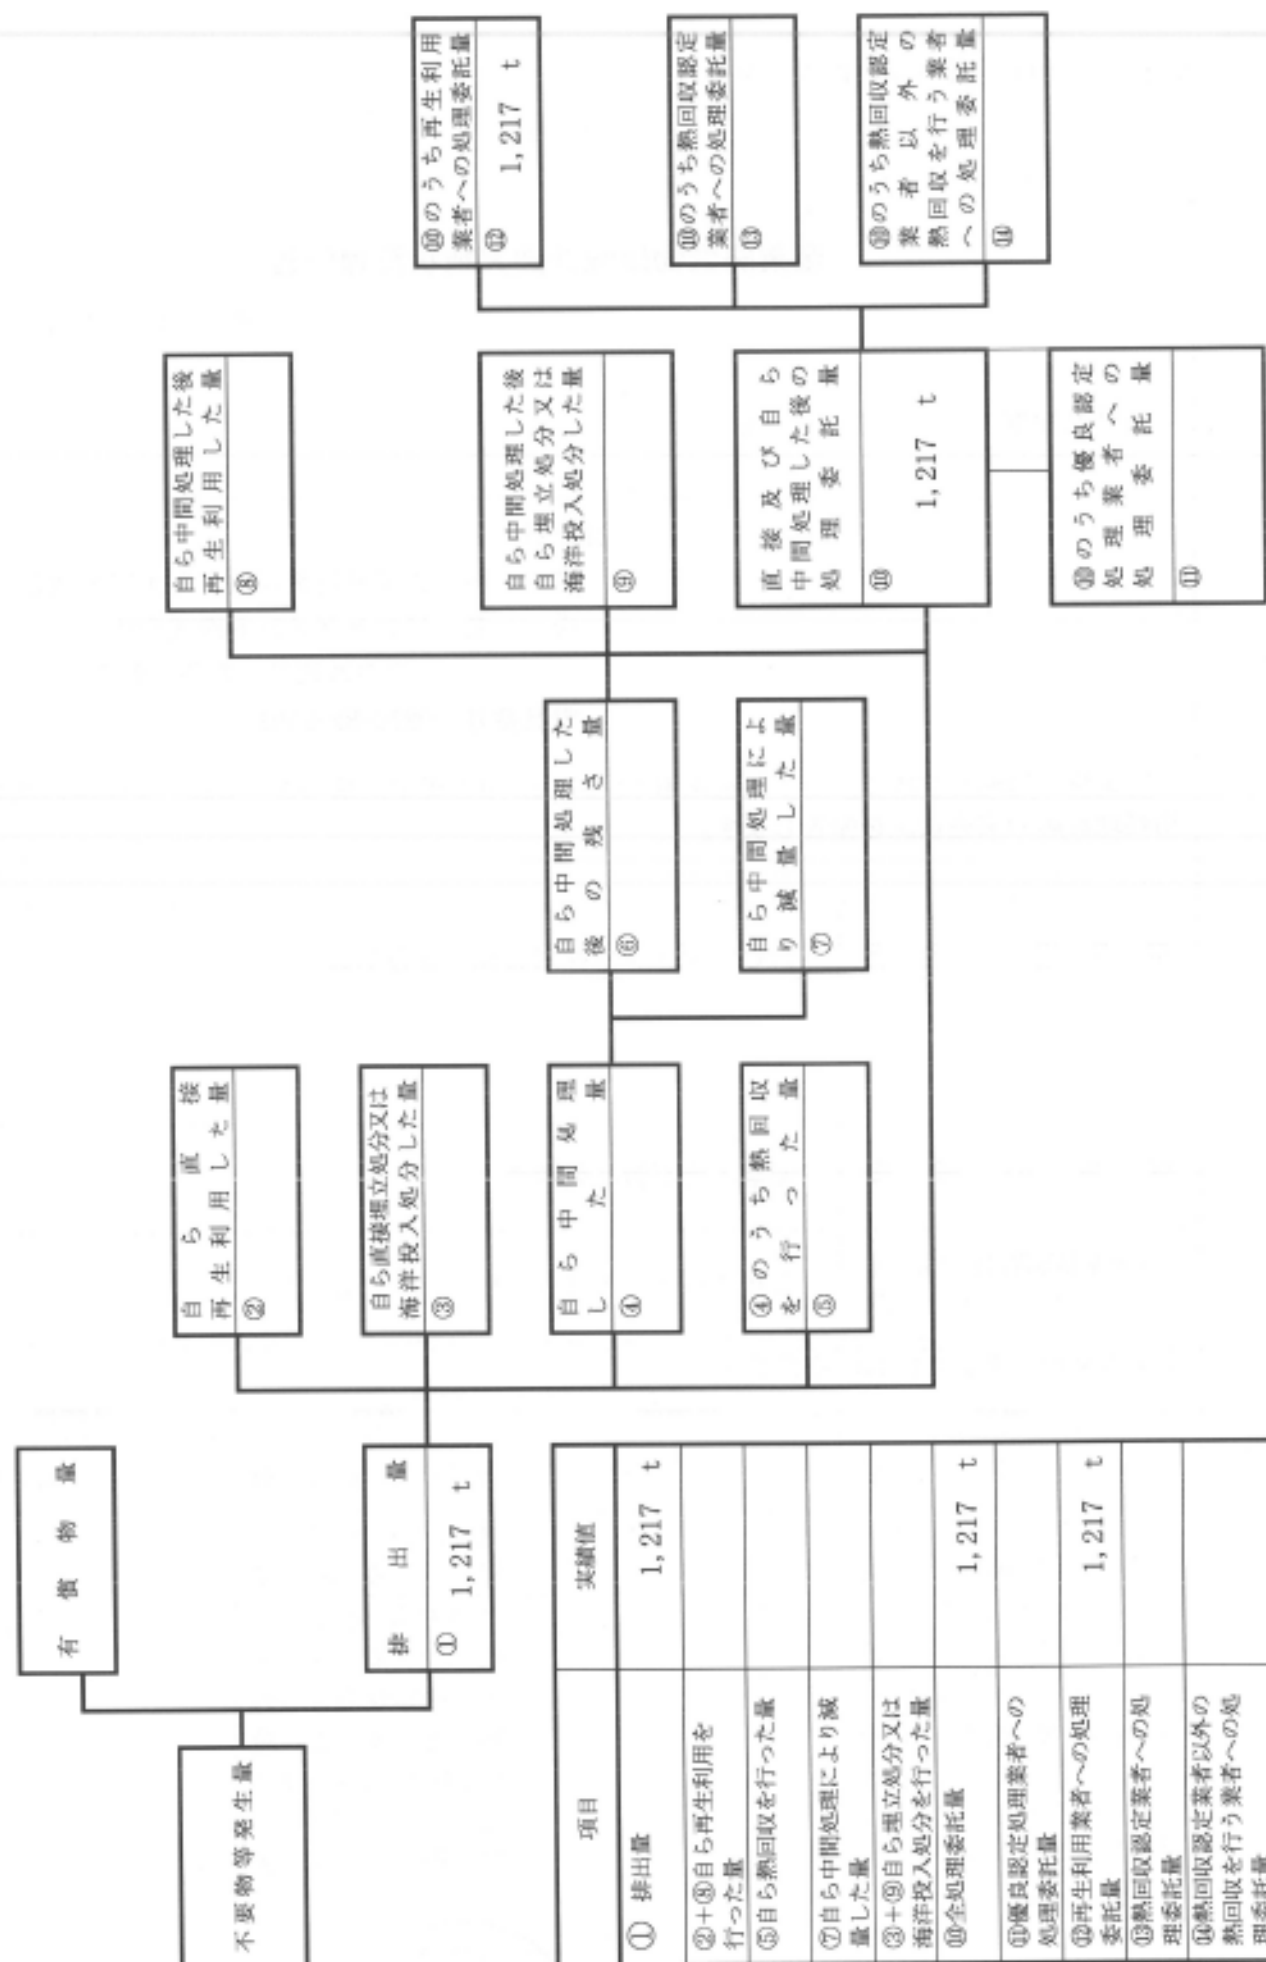 不要物等発生量
有償物量
排出量
① 1,217 t
自ら直接
再生利用した量
②
自ら直接埋立処分又は
海洋投入処分した量
③
自ら中間処理
した量
④
④のうち熱回収
を行った量
⑤
自ら中間処理した
後の残さ量
⑥
自ら中間処理によ
り減量した量
⑦
自ら中間処理した後
再生利用した量
⑧
自ら中間処理した後
自ら埋立処分又は
海洋投入処分した量
⑨
直接及び自ら
中間処理した後の
処理委託量
⑩ 1,217 t
⑩のうち優良認定
処理業者への
処理委託量
⑪
⑩のうち再生利用
業者への処理委託量
⑫ 1,217 t
⑩のうち熱回収認定
業者への処理委託量
⑬
⑩のうち熱回収認定
業者以外の
熱回収を行う業者
への処理委託量
⑭
項目 実績値
① 排出量 1,217 t
②+⑧自ら再生利用を
行った量
⑤自ら熱回収を行った量
⑦自ら中間処理により減
量した量
③+⑨自ら埋立処分又は
海洋投入処分を行った量
⑩全処理委託量 1,217 t
⑪優良認定処理業者への
処理委託量
⑫再生利用業者への処理
委託量 1,217 t
⑬熱回収認定業者への処
理委託量
⑭熱回収認定業者以外の
熱回収を行う業者への処
理委託量